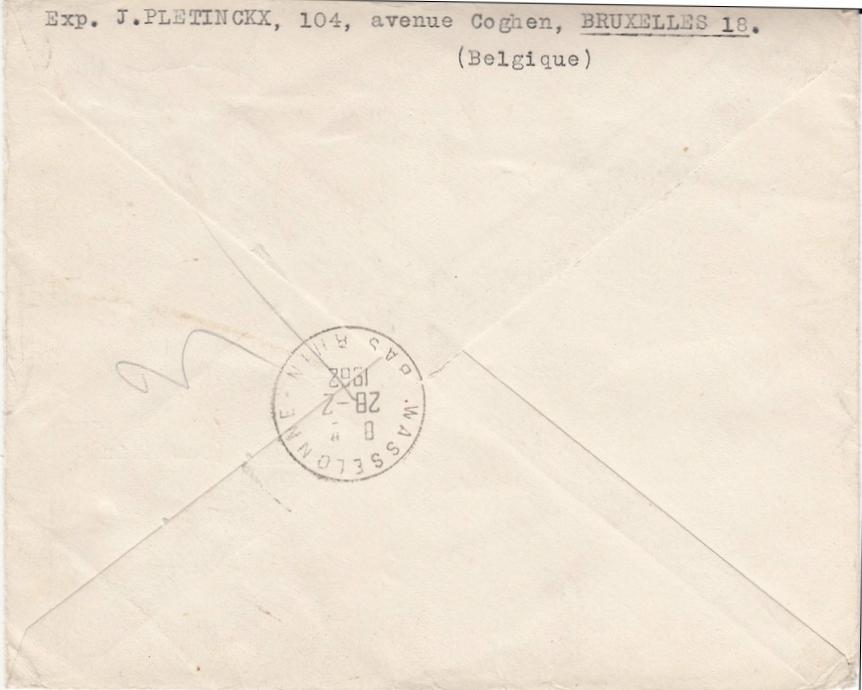 Exp. J.PLETINCKX, 104, avenue Coghen, BRUXELLES 18.
(Belgique)
WASSELONNE -
BAS RHIN
8
28-2
1962